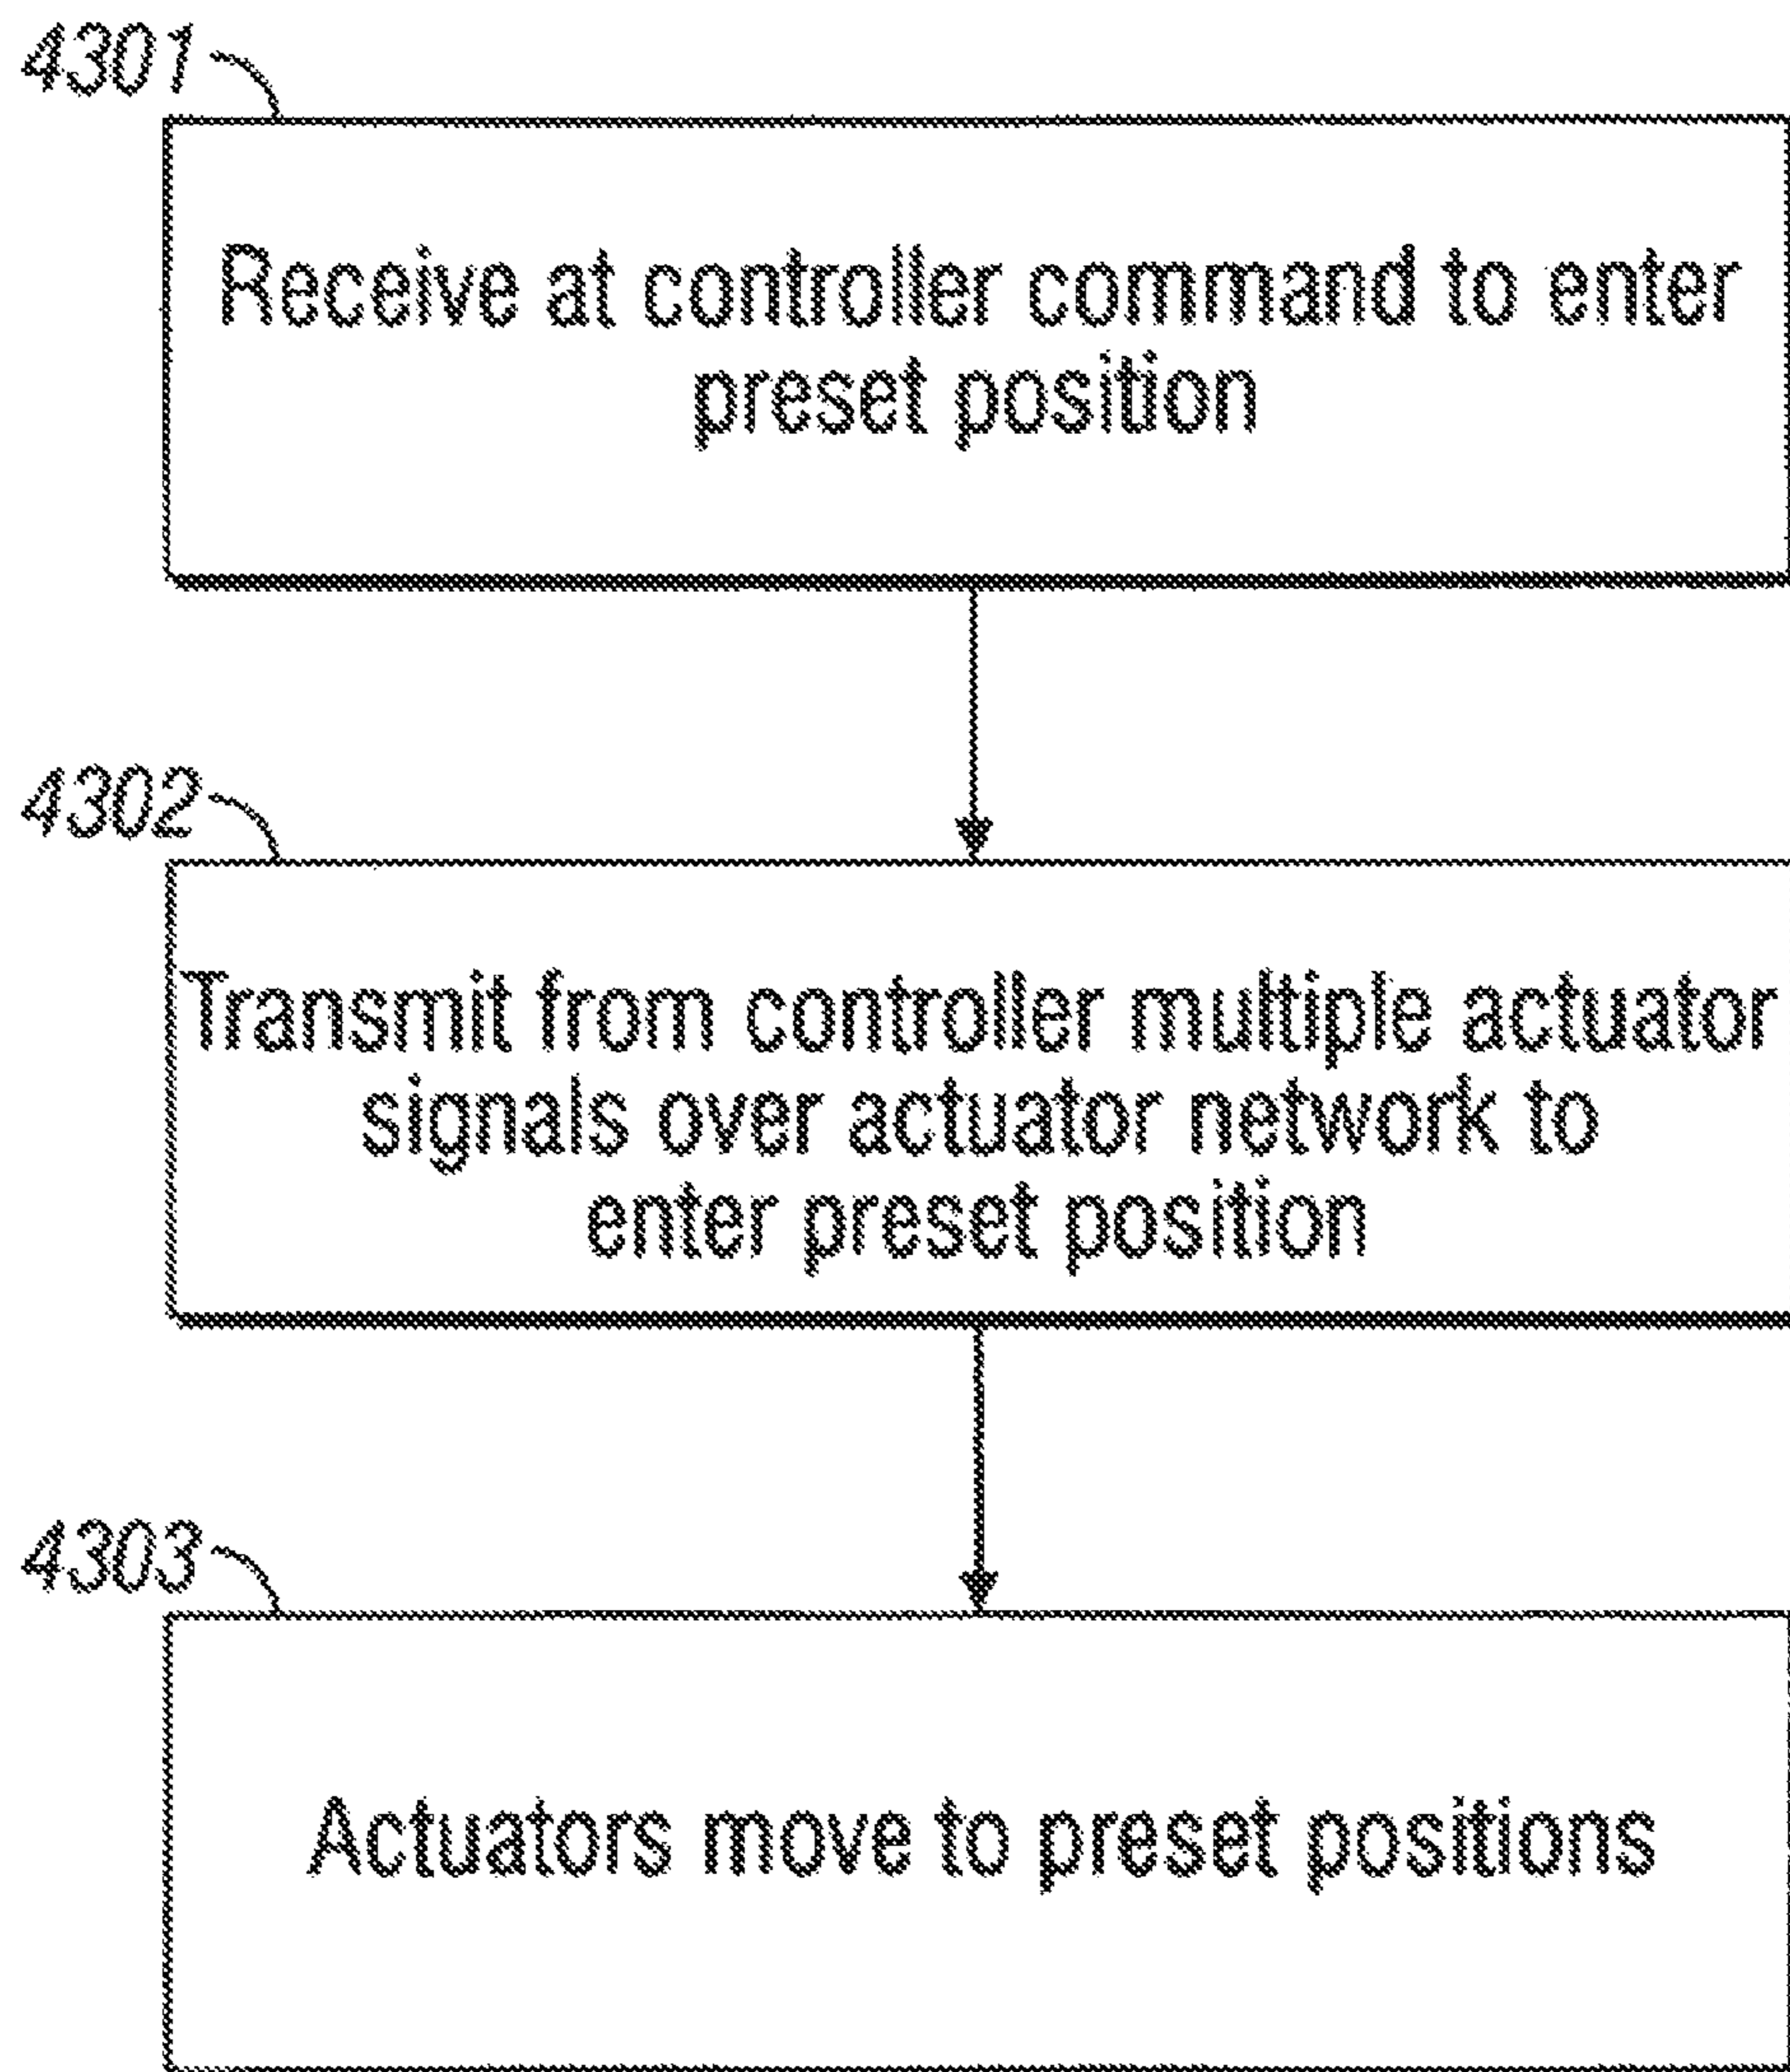 4301
Receive at controller command to enter
preset position
4302
Transmit from controller multiple actuator
signals over actuator network to
enter preset position
4303
Actuators move to preset positions